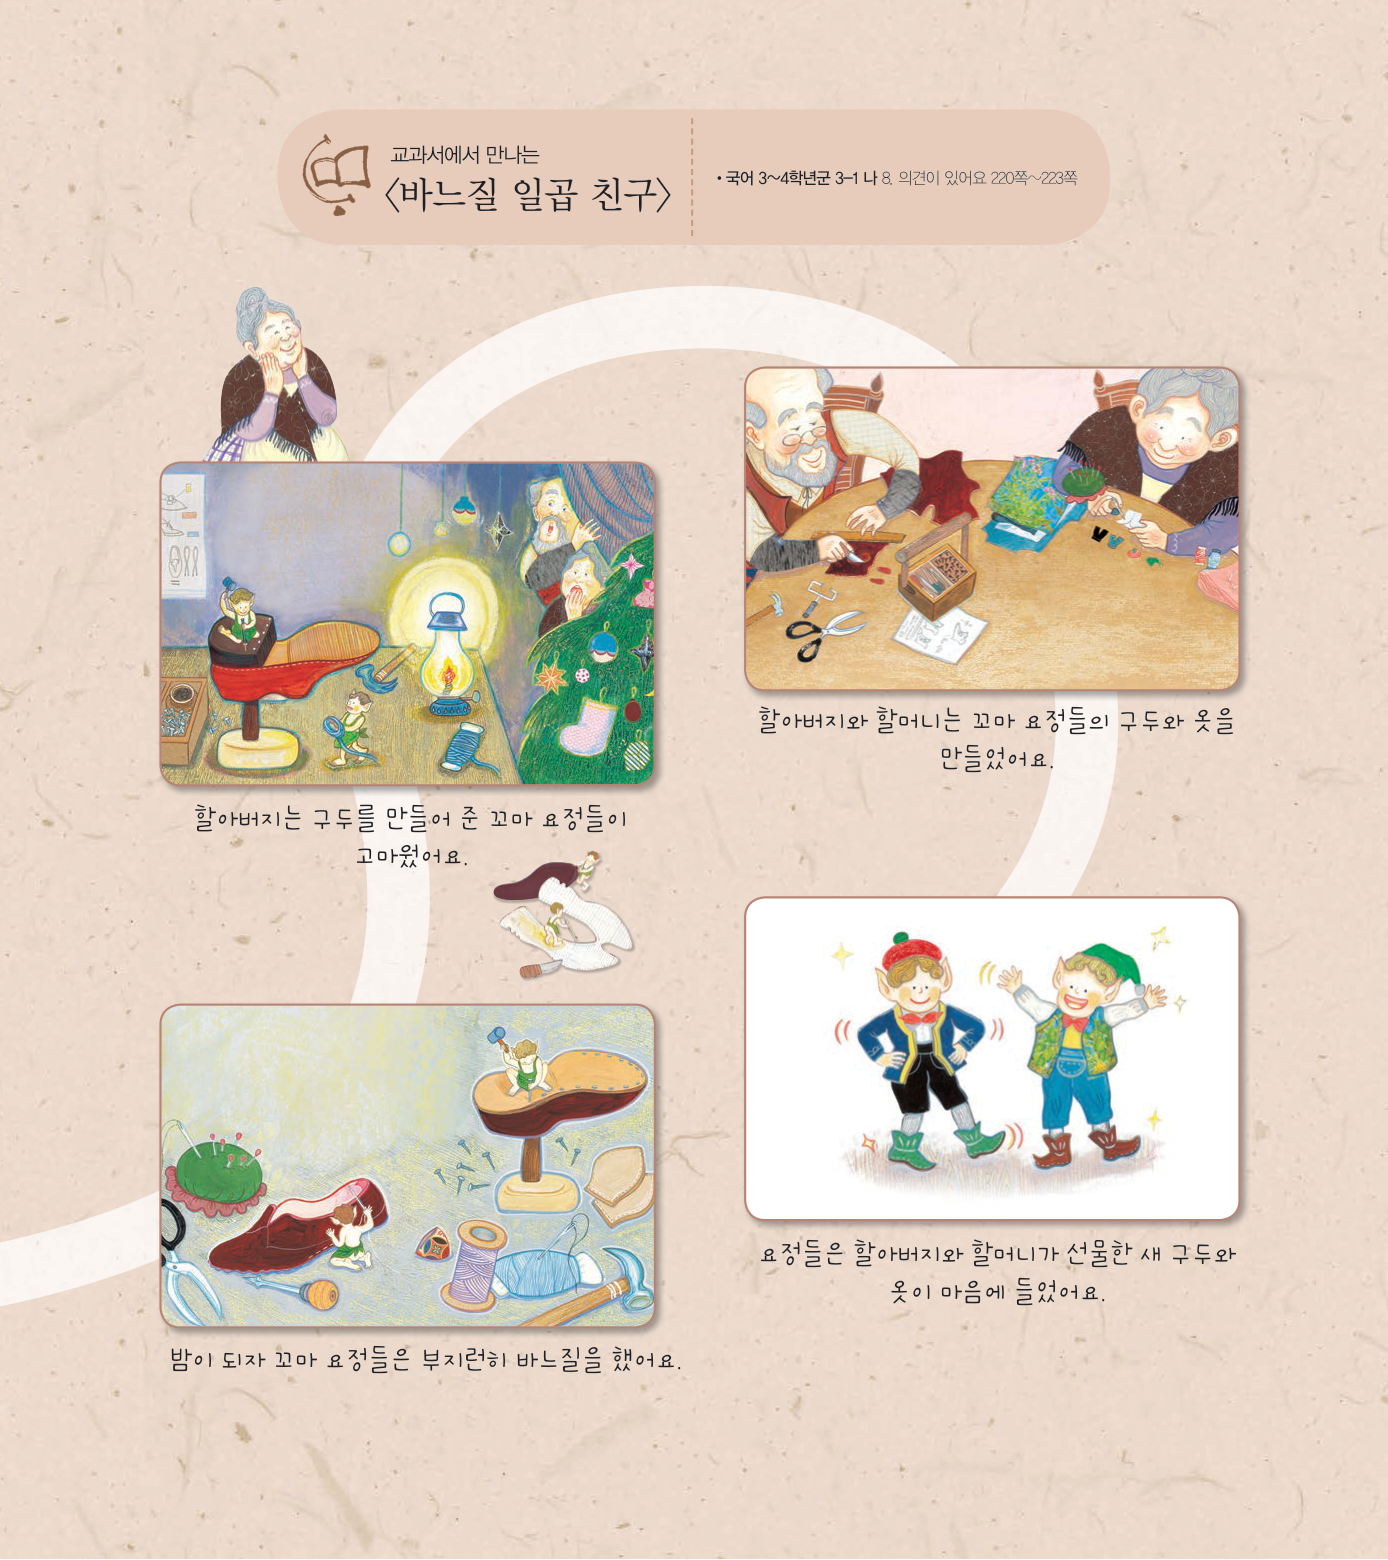 교과서에서 만나는
〈바느질 일곱 친구〉
• 국어 3~4학년군 3-1 나 8. 의견이 있어요 220쪽~223쪽
밤이 되자 꼬마 요정들은 부지런히 바느질을 했어요.
할아버지는 구두를 만들어 준 꼬마 요정들이
고마웠어요.
할아버지와 할머니는 꼬마 요정들의 구두와 옷을
만들었어요.
요정들은 할아버지와 할머니가 선물한 새 구두와
옷이 마음에 들었어요.